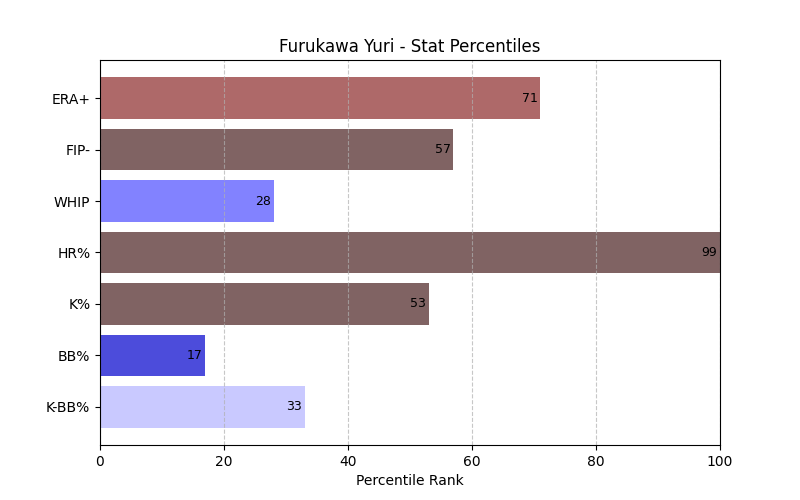 Furukawa Yuri - Stat Percentiles
ERA+ 71
FIP- 57
WHIP 28
HR% 99
K% 53
BB% 17
K-BB% 33
0 20 40 60 80 100
Percentile Rank